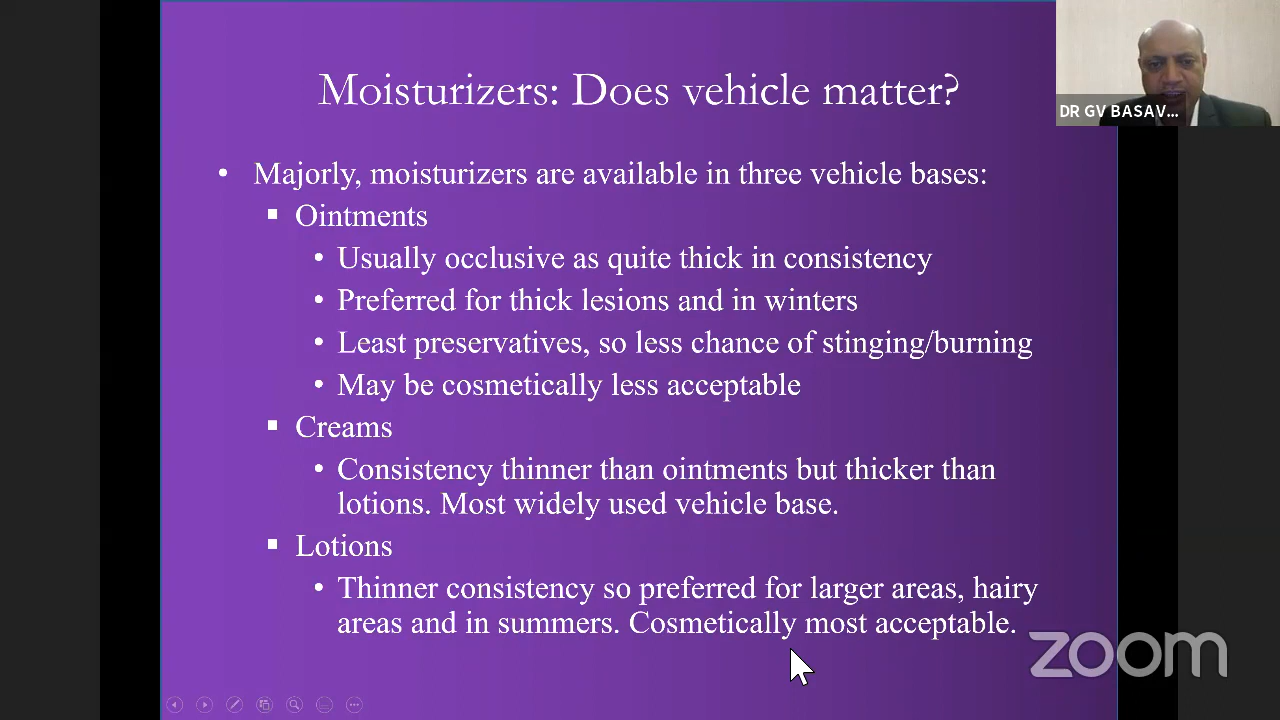 Moisturizers: Does vehicle matter?
DR GV BASAV...
• Majorly, moisturizers are available in three vehicle bases:
▪ Ointments
• Usually occlusive as quite thick in consistency
• Preferred for thick lesions and in winters
• Least preservatives, so less chance of stinging/burning
• May be cosmetically less acceptable
▪ Creams
• Consistency thinner than ointments but thicker than
lotions. Most widely used vehicle base.
▪ Lotions
• Thinner consistency so preferred for larger areas, hairy
areas and in summers. Cosmetically most acceptable.
zoom